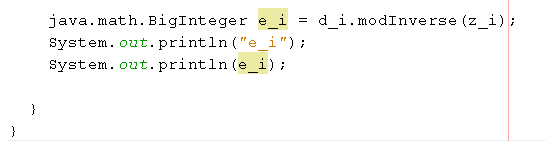 java.math.BigInteger e_i = d_i.modInverse(z_i);
System.out.println("e_i");
System.out.println(e_i);
}
}